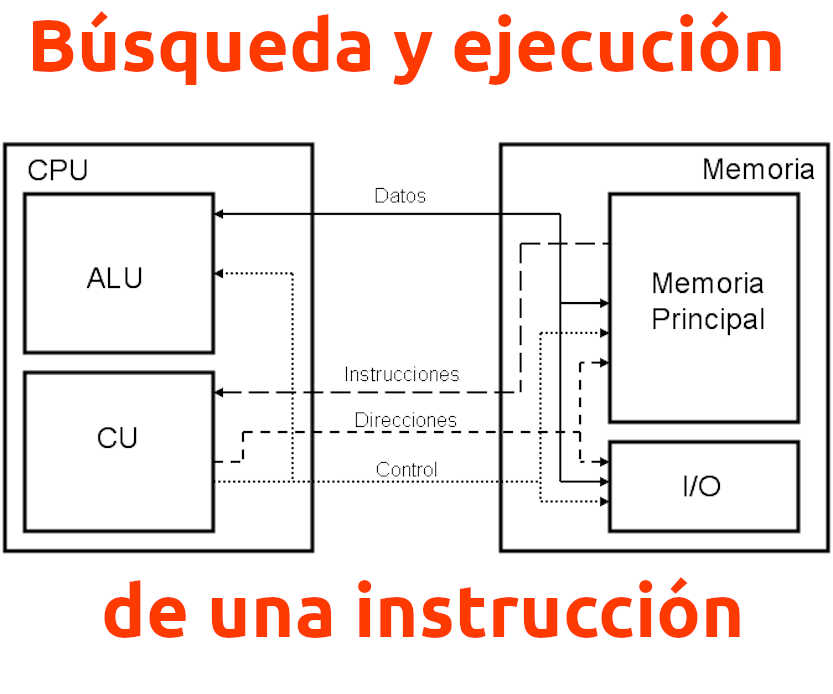 Búsqueda y ejecución
CPU
Memoria
Datos
ALU
Memoria
Principal
Instrucciones
Direcciones
CU
Control
I/O
de una instrucción